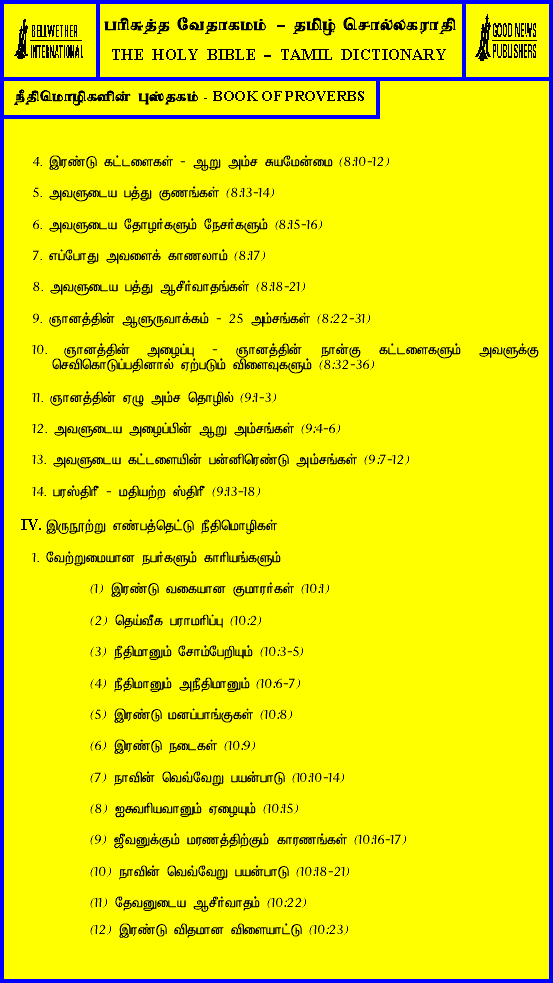 BELLWETHER
INTERNATIONAL
பரிசுத்த வேதாகமம் – தமிழ் சொல்லகராதி
THE HOLY BIBLE – TAMIL DICTIONARY
GOOD NEWS
PUBLISHERS
நீதிமொழிகளின் புஸ்தகம் - BOOK OF PROVERBS
4. இரண்டு கட்டளைகள் - ஆறு அம்ச சுயமேன்மை (8:10-12)
5. அவளுடைய பத்து குணங்கள் (8:13-14)
6. அவளுடைய தோழர்களும் நேசர்களும் (8:15-16)
7. எப்போது அவளைக் காணலாம் (8:17)
8. அவளுடைய பத்து ஆசீர்வாதங்கள் (8:18-21)
9. ஞானத்தின் ஆளுருவாக்கம் - 25 அம்சங்கள் (8:22-31)
10. ஞானத்தின் அழைப்பு - ஞானத்தின் நான்கு கட்டளைகளும் அவளுக்கு
செவிகொடுப்பதினால் ஏற்படும் விளைவுகளும் (8:32-36)
11. ஞானத்தின் ஏழு அம்ச தொழில் (9:1-3)
12. அவளுடைய அழைப்பின் ஆறு அம்சங்கள் (9:4-6)
13. அவளுடைய கட்டளையின் பன்னிரெண்டு அம்சங்கள் (9:7-12)
14. பரஸ்திரீ - மதியற்ற ஸ்திரீ (9:13-18)
IV. இருநூற்று எண்பத்தெட்டு நீதிமொழிகள்
1. வேற்றுமையான நபர்களும் காரியங்களும்
(1) இரண்டு வகையான குமாரர்கள் (10:1)
(2) தெய்வீக பராமரிப்பு (10:2)
(3) நீதிமானும் சோம்பேறியும் (10:3-5)
(4) நீதிமானும் அநீதிமானும் (10:6-7)
(5) இரண்டு மனப்பாங்குகள் (10:8)
(6) இரண்டு நடைகள் (10:9)
(7) நாவின் வெவ்வேறு பயன்பாடு (10:10-14)
(8) ஐசுவரியவானும் ஏழையும் (10:15)
(9) ஜீவனுக்கும் மரணத்திற்கும் காரணங்கள் (10:16-17)
(10) நாவின் வெவ்வேறு பயன்பாடு (10:18-21)
(11) தேவனுடைய ஆசீர்வாதம் (10:22)
(12) இரண்டு விதமான விளையாட்டு (10:23)